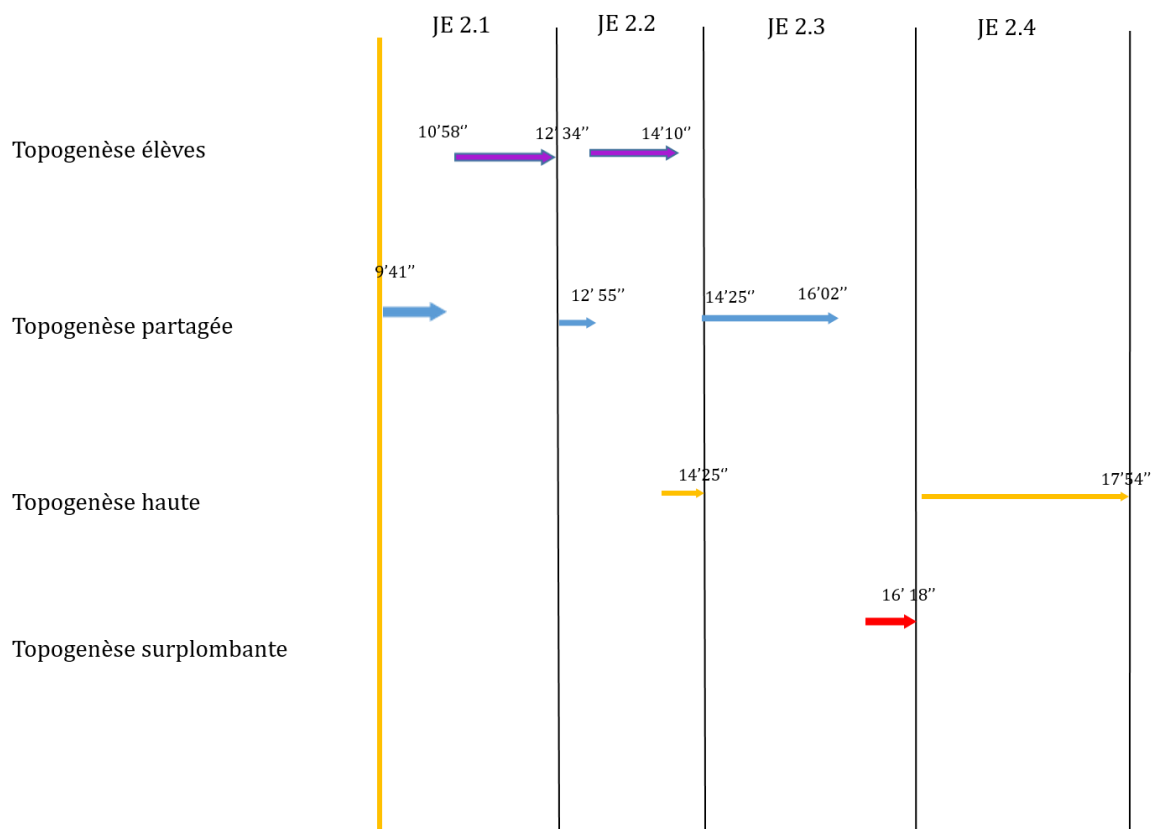 JE 2.1
JE 2.2
JE 2.3
JE 2.4
Topogenèse élèves
10’58‘’
12’ 34’’
14’10‘’
Topogenèse partagée
9’41’’
12’ 55’’
14’25‘’
16’02’’
Topogenèse haute
14’25‘’
17’54’’
Topogenèse surplombante
16’ 18’’